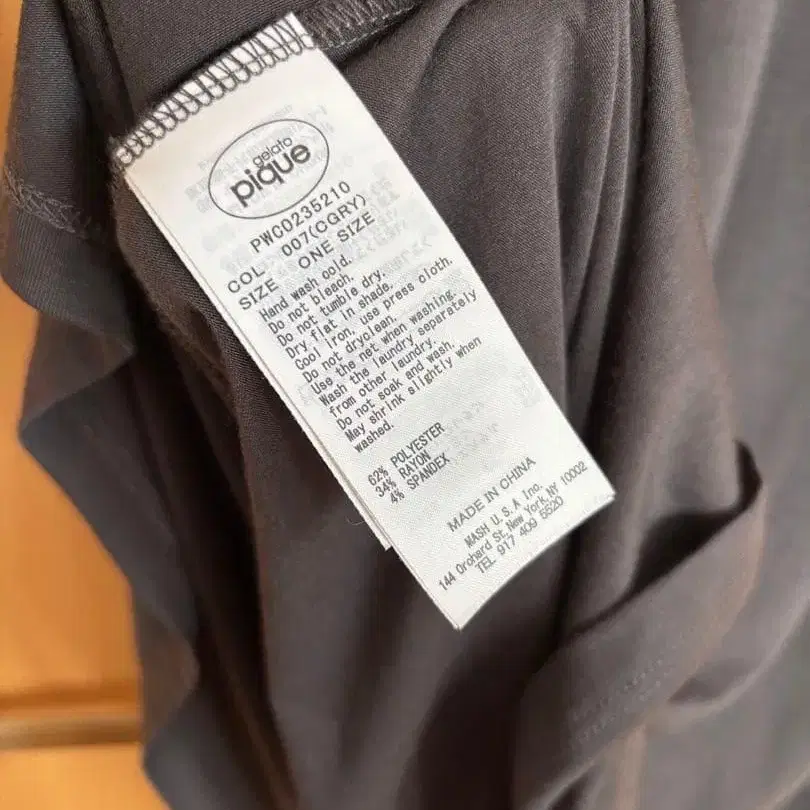 gelato
pique
PWCO235210
COL. 007(CGRY)
SIZE ONE SIZE
Hand wash cold.
Do not bleach.
Do not tumble dry.
Dry flat in shade.
Cool iron, use press cloth.
Do not dryclean.
Use the net when washing.
Wash the laundry separately
from other laundry.
Do not soak and wash.
May shrink slightly when
washed.
62% POLYESTER
34% RAYON
4% SPANDEX
MADE IN CHINA
MASH U.S.A Inc.
144 Orchard St, New York, NY 10002
TEL 917 409 5520